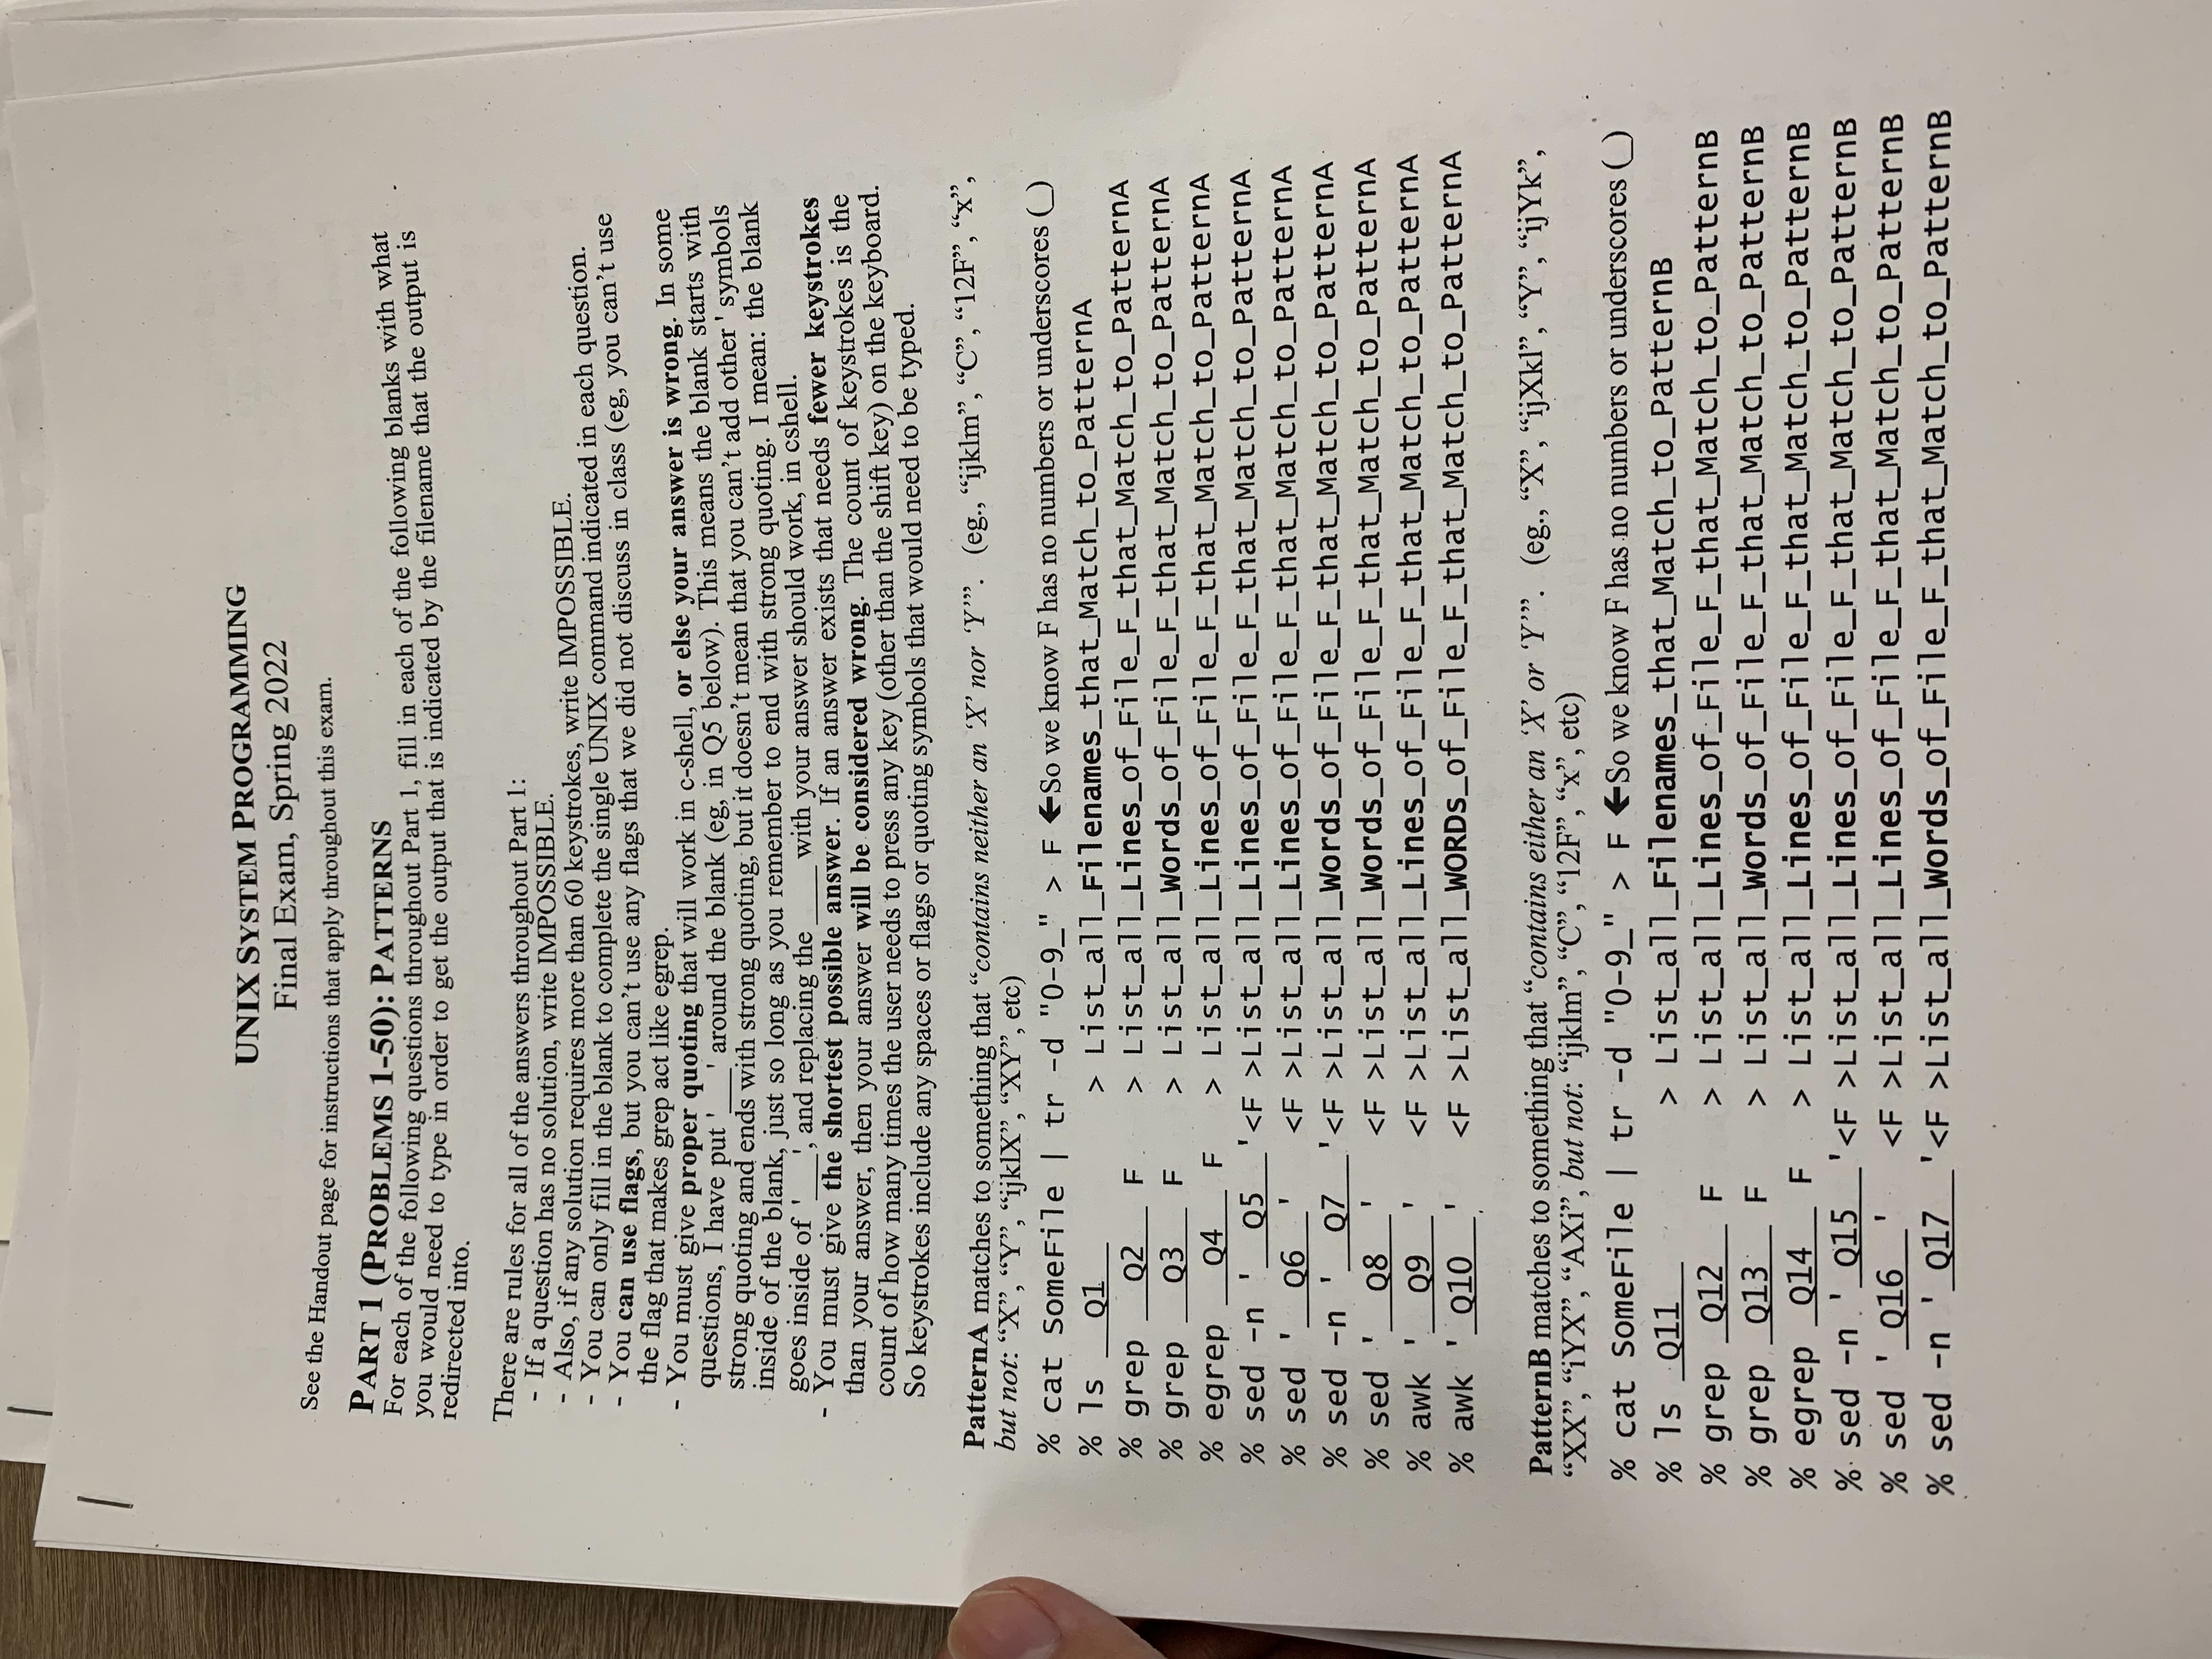 UNIX SYSTEM PROGRAMMING
Final Exam, Spring 2022
See the Handout page for instructions that apply throughout this exam.
PART 1 (PROBLEMS 1-50): PATTERNS
For each of the following questions throughout Part 1, fill in each of the following blanks with what
you would need to type in order to get the output that is indicated by the filename that the output is
redirected into.
There are rules for all of the answers throughout Part 1:
- If a question has no solution, write IMPOSSIBLE.
- Also, if any solution requires more than 60 keystrokes, write IMPOSSIBLE.
- You can only fill in the blank to complete the single UNIX command indicated in each question.
- You can use flags, but you can't use any flags that we did not discuss in class (eg, you can't use
the flag that makes grep act like egrep.
- You must give proper quoting that will work in c-shell, or else your answer is wrong. In some
questions, I have put '___' around the blank (eg, in Q5 below). This means the blank starts with
strong quoting and ends with strong quoting, but it doesn't mean that you can't add other ' symbols
inside of the blank, just so long as you remember to end with strong quoting. I mean: the blank
goes inside of '___', and replacing the ____ with your answer should work, in cshell.
- You must give the shortest possible answer. If an answer exists that needs fewer keystrokes
than your answer, then your answer will be considered wrong. The count of keystrokes is the
count of how many times the user needs to press any key (other than the shift key) on the keyboard.
So keystrokes include any spaces or flags or quoting symbols that would need to be typed.
PatternA matches to something that “contains neither an ‘X’ nor ‘Y’”. (eg., “ijklm”, “C”, “12F”, “x”,
but not: “X”, “Y”, “ijklX”, “XY”, etc)
% cat SomeFile | tr -d "0-9_" > F ←So we know F has no numbers or underscores (_)
% ls __Q1__ > List_all_Filenames_that_Match_to_PatternA
% grep __Q2__ F > List_all_Lines_of_File_F_that_Match_to_PatternA
% grep __Q3__ F > List_all_Words_of_File_F_that_Match_to_PatternA
% egrep __Q4__ F > List_all_Lines_of_File_F_that_Match_to_PatternA
% sed -n '__Q5__'<F >List_all_Lines_of_File_F_that_Match_to_PatternA
% sed '__Q6__' <F >List_all_Lines_of_File_F_that_Match_to_PatternA
% sed -n '__Q7__'<F >List_all_Words_of_File_F_that_Match_to_PatternA
% sed '__Q8__' <F >List_all_Words_of_File_F_that_Match_to_PatternA
% awk '__Q9__' <F >List_all_Lines_of_File_F_that_Match_to_PatternA
% awk '_Q10__' <F >List_all_WORDS_of_File_F_that_Match_to_PatternA
PatternB matches to something that “contains either an ‘X’ or ‘Y’”. (eg., “X”, “ijXkl”, “Y”, “ijYk”,
“XX”, “iYX”, “AXi”, but not: “ijklm”, “C”, “12F”, “x”, etc)
% cat SomeFile | tr -d "0-9_" > F ←So we know F has no numbers or underscores (_)
% ls _Q11__ > List_all_Filenames_that_Match_to_PatternB
% grep _Q12__ F > List_all_Lines_of_File_F_that_Match_to_PatternB
% grep _Q13__ F > List_all_Words_of_File_F_that_Match_to_PatternB
% egrep _Q14__ F > List_all_Lines_of_File_F_that_Match_to_PatternB
% sed -n '_Q15__'<F >List_all_Lines_of_File_F_that_Match_to_PatternB
% sed '_Q16__' <F >List_all_Lines_of_File_F_that_Match_to_PatternB
% sed -n '_Q17__'<F >List_all_Words_of_File_F_that_Match_to_PatternB